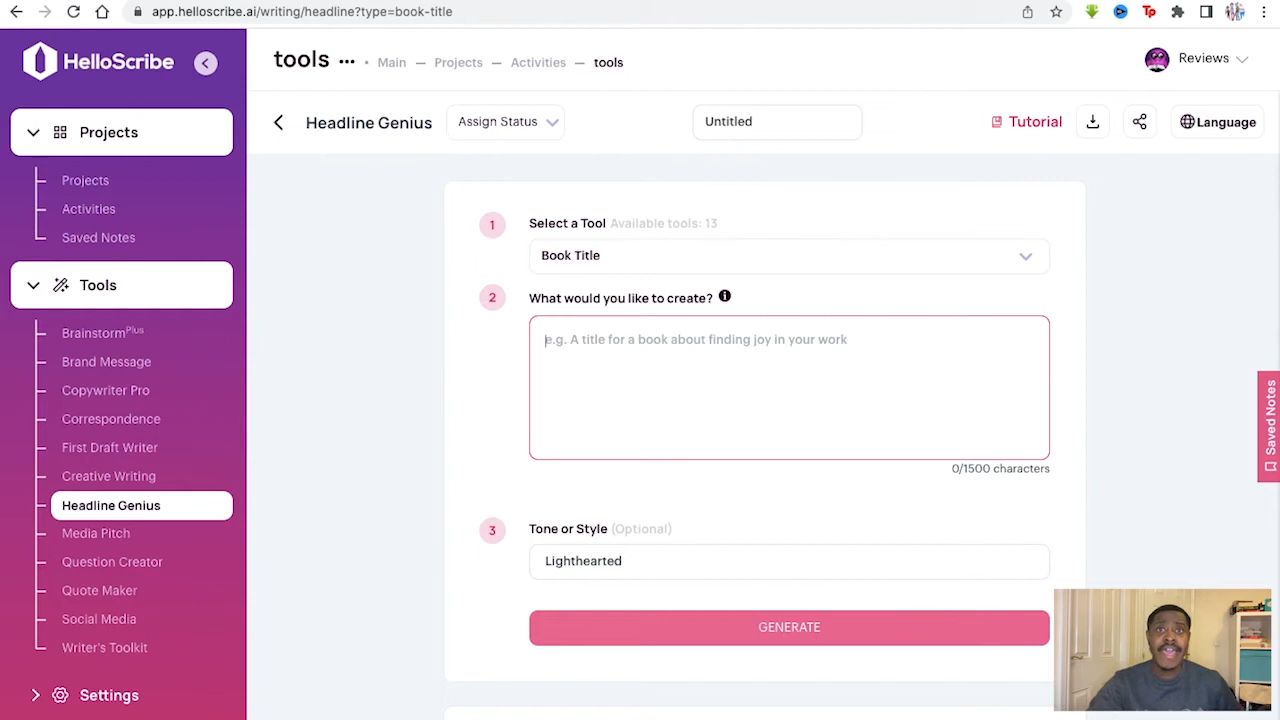 app.helloscribe.ai/writing/headline?type=book-title
Tp
HelloScribe
tools ••• • Main — Projects — Activities — tools
Reviews
Headline Genius
Assign Status
Untitled
Tutorial
Language
Projects
Projects
Activities
Saved Notes
Tools
Brainstorm Plus
Brand Message
Copywriter Pro
Correspondence
First Draft Writer
Creative Writing
Headline Genius
Media Pitch
Question Creator
Quote Maker
Social Media
Writer's Toolkit
Settings
1
Select a Tool Available tools: 13
Book Title
2
What would you like to create? i
e.g. A title for a book about finding joy in your work
0/1500 characters
3
Tone or Style (Optional)
Lighthearted
GENERATE
Saved Notes